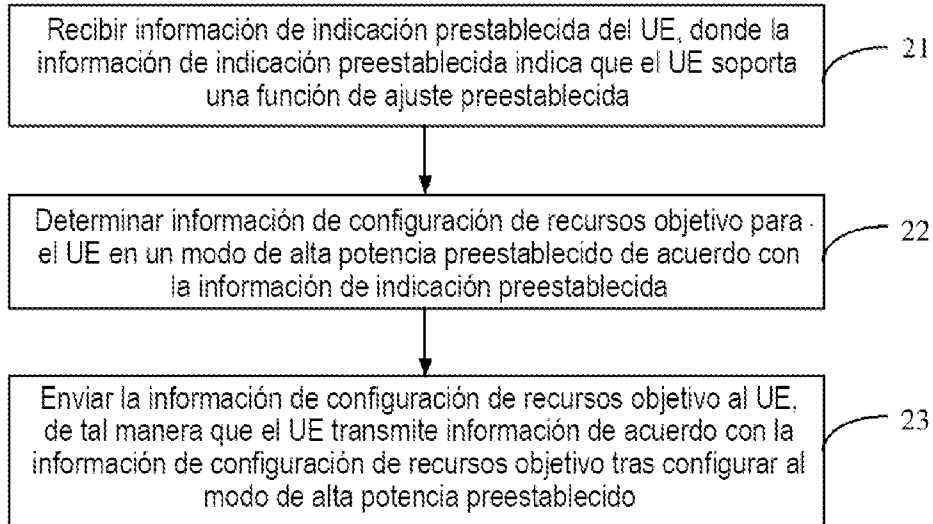 Recibir información de indicación prestablecida del UE, donde la
información de indicación preestablecida indica que el UE soporta
una función de ajuste preestablecida
21
Determinar información de configuración de recursos objetivo para
el UE en un modo de alta potencia preestablecido de acuerdo con
la información de indicación preestablecida
22
Enviar la información de configuración de recursos objetivo al UE,
de tal manera que el UE transmite información de acuerdo con la
información de configuración de recursos objetivo tras configurar al
modo de alta potencia preestablecido
23